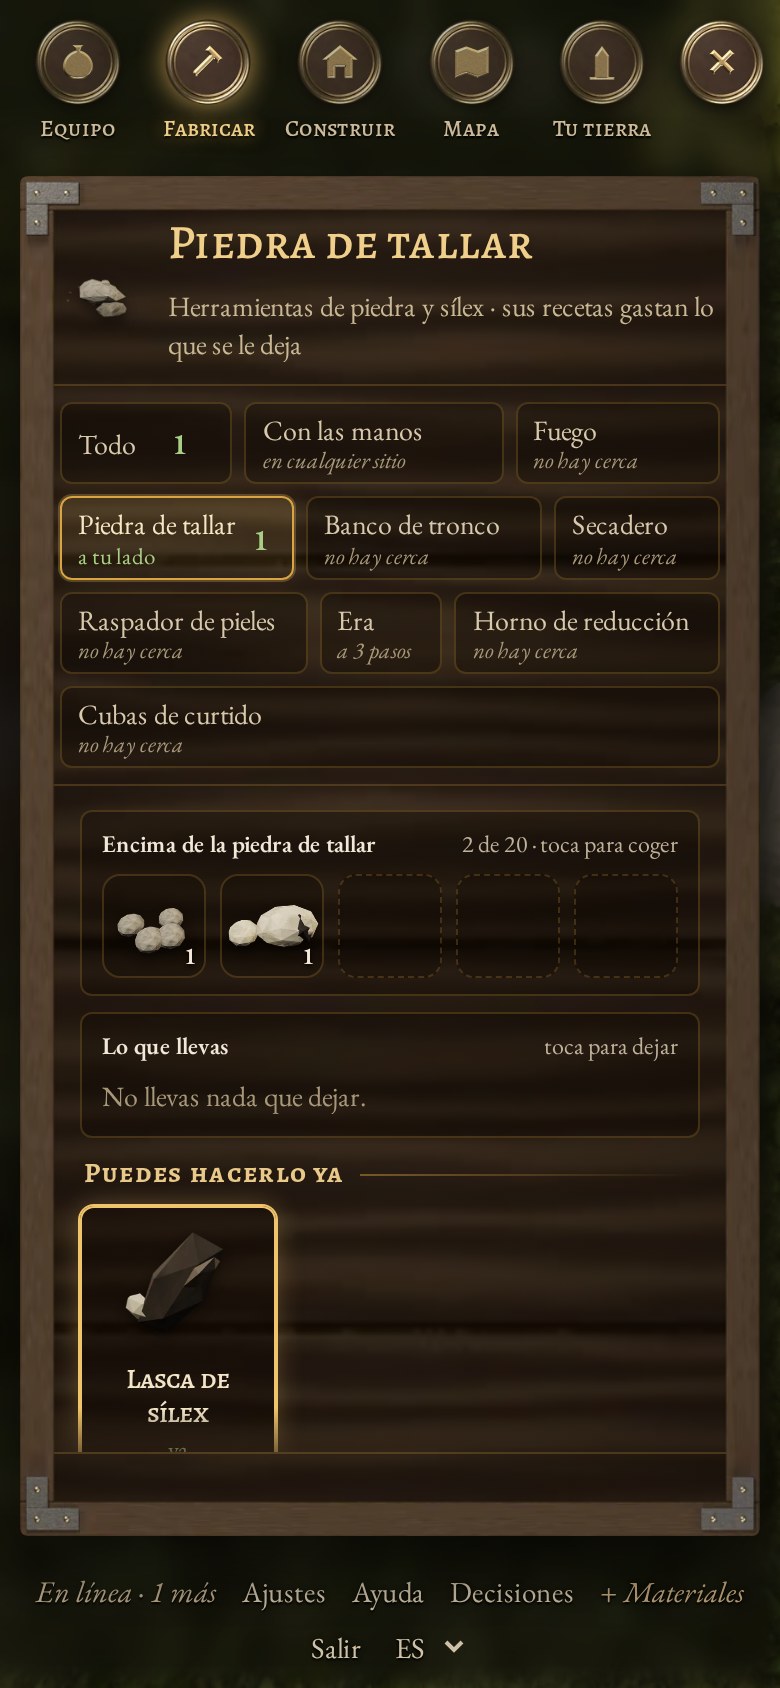 Equipo
Fabricar
Construir
Mapa
Tu tierra
Piedra de tallar
Herramientas de piedra y sílex · sus recetas gastan lo
que se le deja
Todo 1
Con las manos
en cualquier sitio
Fuego
no hay cerca
Piedra de tallar 1
a tu lado
Banco de tronco
no hay cerca
Secadero
no hay cerca
Raspador de pieles
no hay cerca
Era
a 3 pasos
Horno de reducción
no hay cerca
Cubas de curtido
no hay cerca
Encima de la piedra de tallar
2 de 20 · toca para coger
1
1
Lo que llevas
toca para dejar
No llevas nada que dejar.
Puedes hacerlo ya
Lasca de
sílex
En línea · 1 más
Ajustes
Ayuda
Decisiones
+ Materiales
Salir
ES